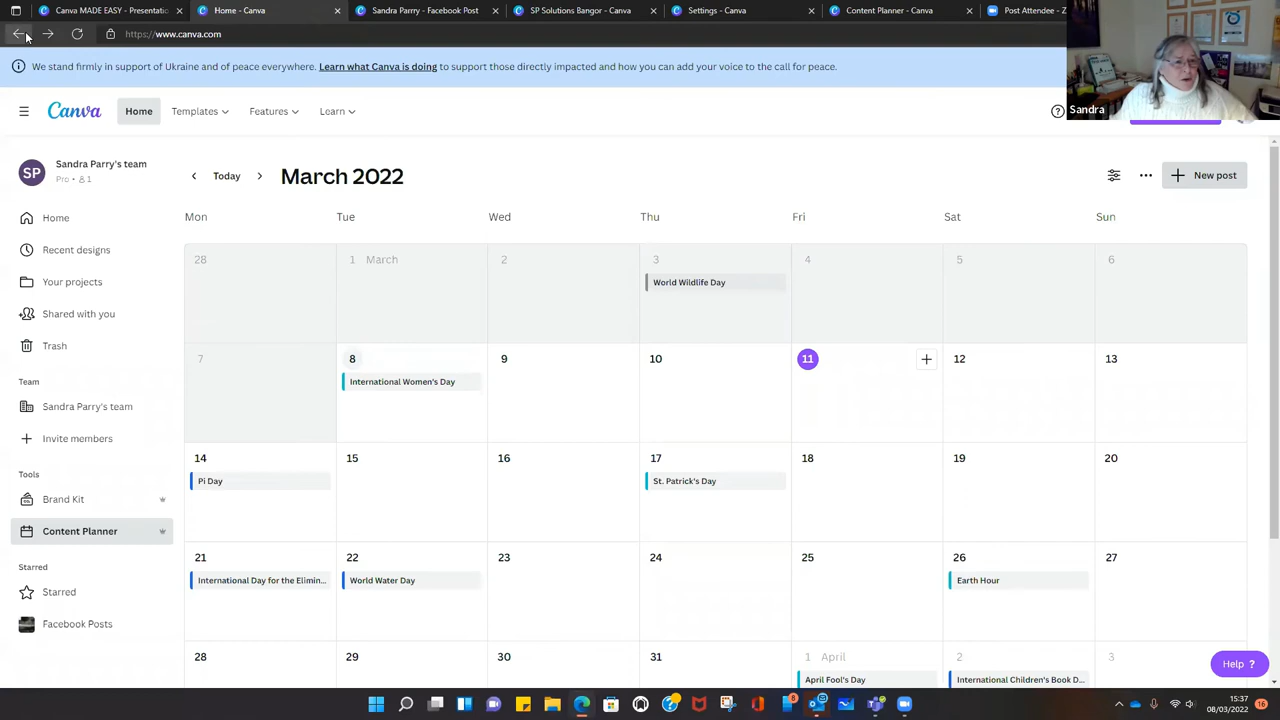 Canva MADE EASY - Presentatio
Home - Canva
Sandra Parry - Facebook Post
SP Solutions Bangor - Canva
Settings - Canva
Content Planner - Canva
Post Attendee - Z
https://www.canva.com
We stand firmly in support of Ukraine and of peace everywhere. Learn what Canva is doing to support those directly impacted and how you can add your voice to the call for peace.
Canva
Home
Templates
Features
Learn
Sandra
SP
Sandra Parry's team
Pro • 1
Home
Recent designs
Your projects
Shared with you
Trash
Team
Sandra Parry's team
Invite members
Tools
Brand Kit
Content Planner
Starred
Starred
Facebook Posts
Today
March 2022
New post
Mon Tue Wed Thu Fri Sat Sun
28 1 March 2 3 4 5 6
World Wildlife Day
7 8 9 10 11 12 13
International Women's Day
14 15 16 17 18 19 20
Pi Day St. Patrick's Day
21 22 23 24 25 26 27
International Day for the Elimin... World Water Day Earth Hour
28 29 30 31 1 April 2 3
April Fool's Day International Children's Book D...
Help ?
15:37
08/03/2022
16